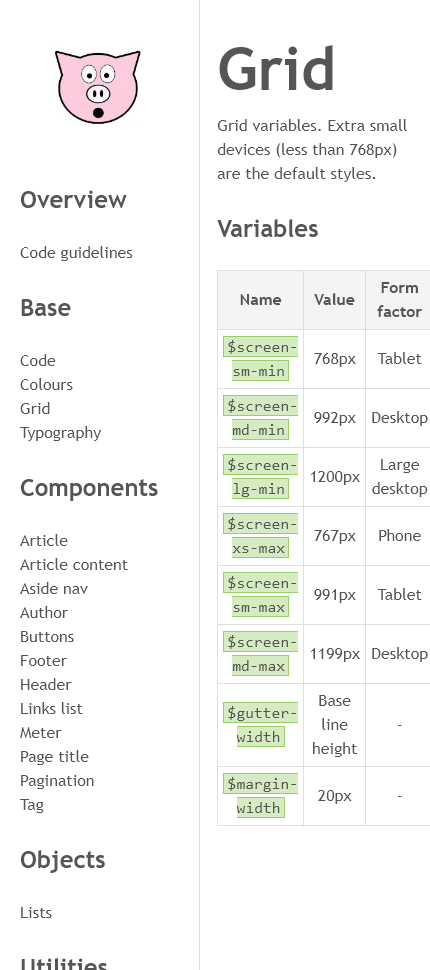 Overview
Code guidelines
Base
Code
Colours
Grid
Typography
Components
Article
Article content
Aside nav
Author
Buttons
Footer
Header
Links list
Meter
Page title
Pagination
Tag
Objects
Lists
Utilities
Grid
Grid variables. Extra small
devices (less than 768px)
are the default styles.
Variables
Name Value Form
factor
$screen-
sm-min 768px Tablet
$screen-
md-min 992px Desktop
$screen-
lg-min 1200px Large
desktop
$screen-
xs-max 767px Phone
$screen-
sm-max 991px Tablet
$screen-
md-max 1199px Desktop
$gutter-
width Base
line
height -
$margin-
width 20px -